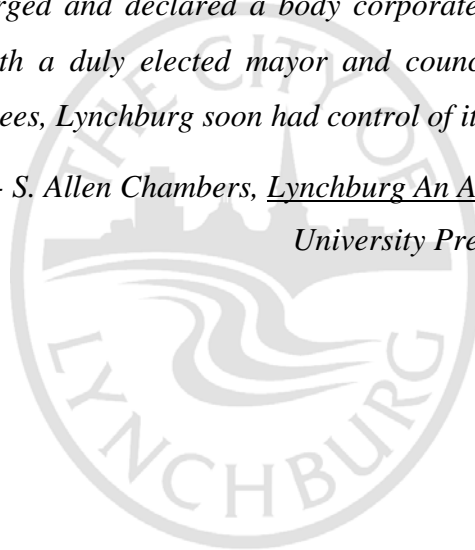 rged and declared a body corporate
th a duly elected mayor and counc
ees, Lynchburg soon had control of it
- S. Allen Chambers, Lynchburg An A
University Pre
THE CITY OF
LYNCHBURG